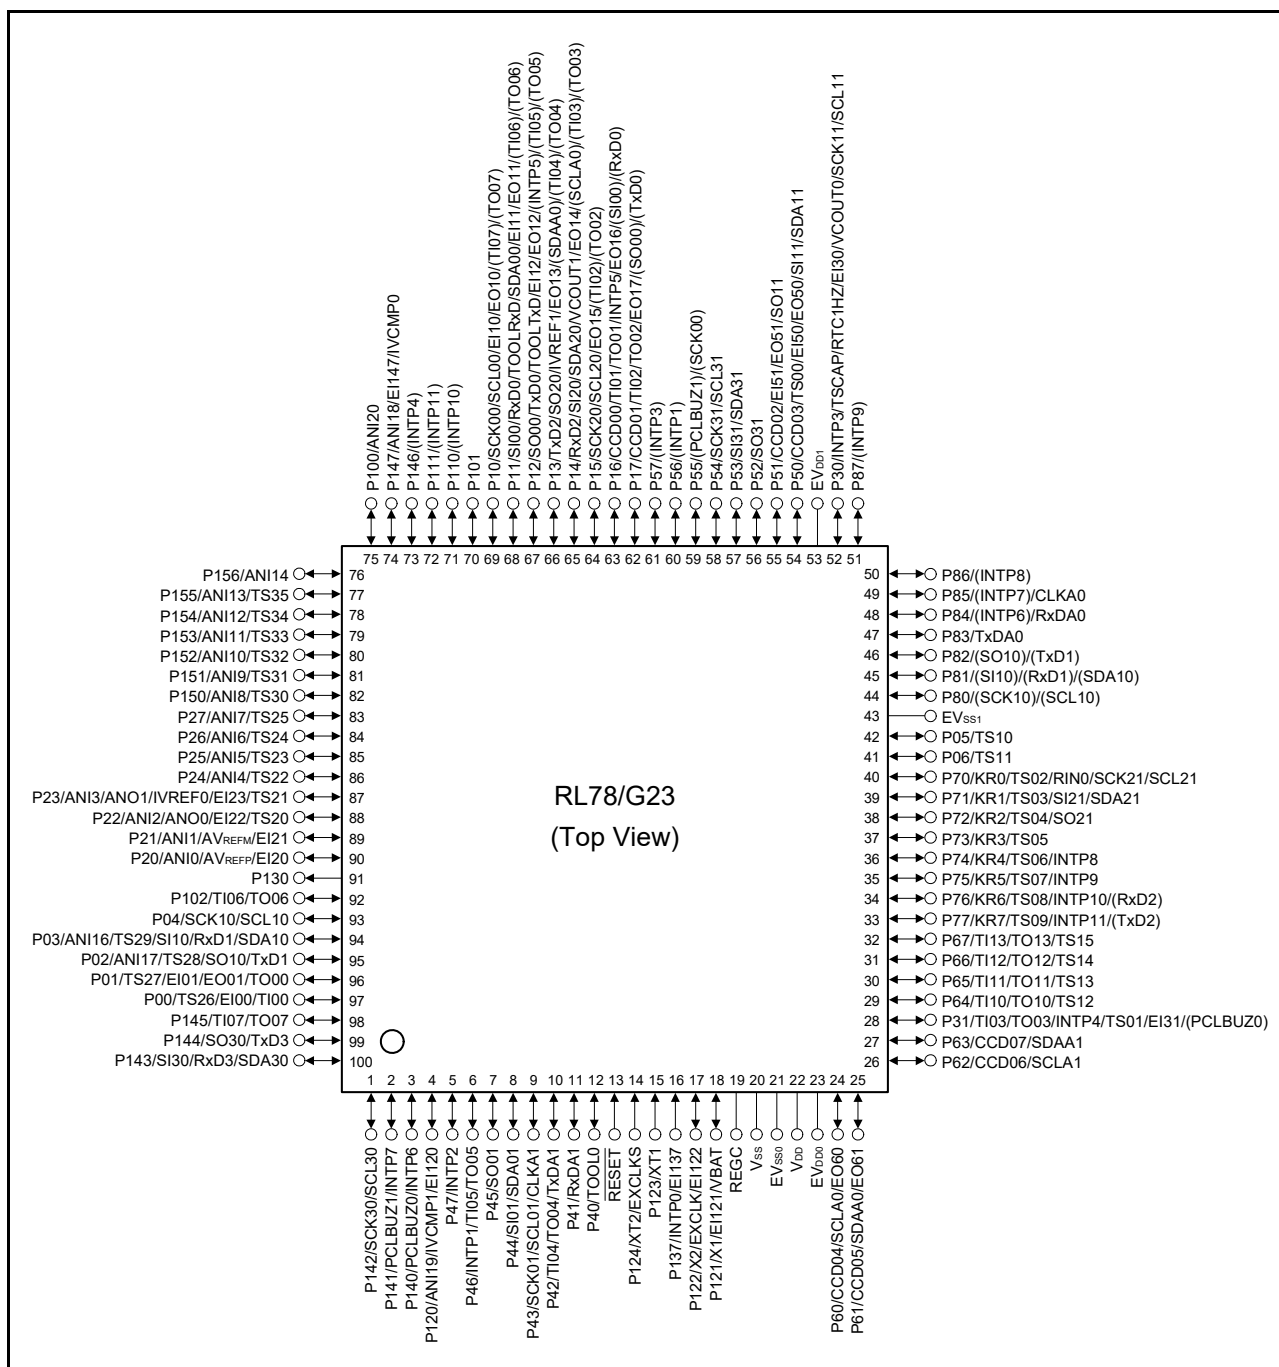 P100/ANI20
P147/ANI18/EI147/IVCMP0
P146/(INTP4)
P111/(INTP11)
P110/(INTP10)
P101
P10/SCK00/SCL00/EI10/EO10/(TI07)/(TO07)
P11/SI00/RxD0/TOOLRxD/SDA00/EI11/EO11/(TI06)/(TO06)
P12/SO00/TxD0/TOOLTxD/EI12/EO12/(INTP5)/(TI05)/(TO05)
P13/TxD2/SO20/IVREF1/EO13/(SDAA0)/(TI04)/(TO04)
P14/RxD2/SI20/SDA20/VCOUT1/EO14/(SCLA0)/(TI03)/(TO03)
P15/SCK20/SCL20/EO15/(TI02)/(TO02)
P16/CCD00/TI01/TO01/INTP5/EO16/(SI00)/(RxD0)
P17/CCD01/TI02/TO02/EO17/(SO00)/(TxD0)
P57/(INTP3)
P56/(INTP1)
P55/(PCLBUZ1)/(SCK00)
P54/SCK31/SCL31
P53/SI31/SDA31
P52/SO31
P51/CCD02/EI51/EO51/SO11
P50/CCD03/TS00/EI50/EO50/SI11/SDA11
EVDD1
P30/INTP3/TSCAP/RTC1HZ/EI30/VCOUT0/SCK11/SCL11
P87/(INTP9)
75 74 73 72 71 70 69 68 67 66 65 64 63 62 61 60 59 58 57 56 55 54 53 52 51
P156/ANI14 76
P155/ANI13/TS35 77
P154/ANI12/TS34 78
P153/ANI11/TS33 79
P152/ANI10/TS32 80
P151/ANI9/TS31 81
P150/ANI8/TS30 82
P27/ANI7/TS25 83
P26/ANI6/TS24 84
P25/ANI5/TS23 85
P24/ANI4/TS22 86
P23/ANI3/ANO1/IVREF0/EI23/TS21 87
P22/ANI2/ANO0/EI22/TS20 88
P21/ANI1/AVREFM/EI21 89
P20/ANI0/AVREFP/EI20 90
P130 91
P102/TI06/TO06 92
P04/SCK10/SCL10 93
P03/ANI16/TS29/SI10/RxD1/SDA10 94
P02/ANI17/TS28/SO10/TxD1 95
P01/TS27/EI01/EO01/TO00 96
P00/TS26/EI00/TI00 97
P145/TI07/TO07 98
P144/SO30/TxD3 99
P143/SI30/RxD3/SDA30 100
RL78/G23
(Top View)
50 P86/(INTP8)
49 P85/(INTP7)/CLKA0
48 P84/(INTP6)/RxDA0
47 P83/TxDA0
46 P82/(SO10)/(TxD1)
45 P81/(SI10)/(RxD1)/(SDA10)
44 P80/(SCK10)/(SCL10)
43 EVSS1
42 P05/TS10
41 P06/TS11
40 P70/KR0/TS02/RIN0/SCK21/SCL21
39 P71/KR1/TS03/SI21/SDA21
38 P72/KR2/TS04/SO21
37 P73/KR3/TS05
36 P74/KR4/TS06/INTP8
35 P75/KR5/TS07/INTP9
34 P76/KR6/TS08/INTP10/(RxD2)
33 P77/KR7/TS09/INTP11/(TxD2)
32 P67/TI13/TO13/TS15
31 P66/TI12/TO12/TS14
30 P65/TI11/TO11/TS13
29 P64/TI10/TO10/TS12
28 P31/TI03/TO03/INTP4/TS01/EI31/(PCLBUZ0)
27 P63/CCD07/SDAA1
26 P62/CCD06/SCLA1
1 2 3 4 5 6 7 8 9 10 11 12 13 14 15 16 17 18 19 20 21 22 23 24 25
P142/SCK30/SCL30
P141/PCLBUZ1/INTP7
P140/PCLBUZ0/INTP6
P120/ANI19/IVCMP1/EI120
P47/INTP2
P46/INTP1/TI05/TO05
P45/SO01
P44/SI01/SDA01
P43/SCK01/SCL01/CLKA1
P42/TI04/TO04/TxDA1
P41/RxDA1
P40/TOOL0
RESET
P124/XT2/EXCLKS
P123/XT1
P137/INTP0/EI137
P122/X2/EXCLK/EI122
P121/X1/EI121/VBAT
REGC
VSS
EVSS0
VDD
EVDD0
P60/CCD04/SCLA0/EO60
P61/CCD05/SDAA0/EO61